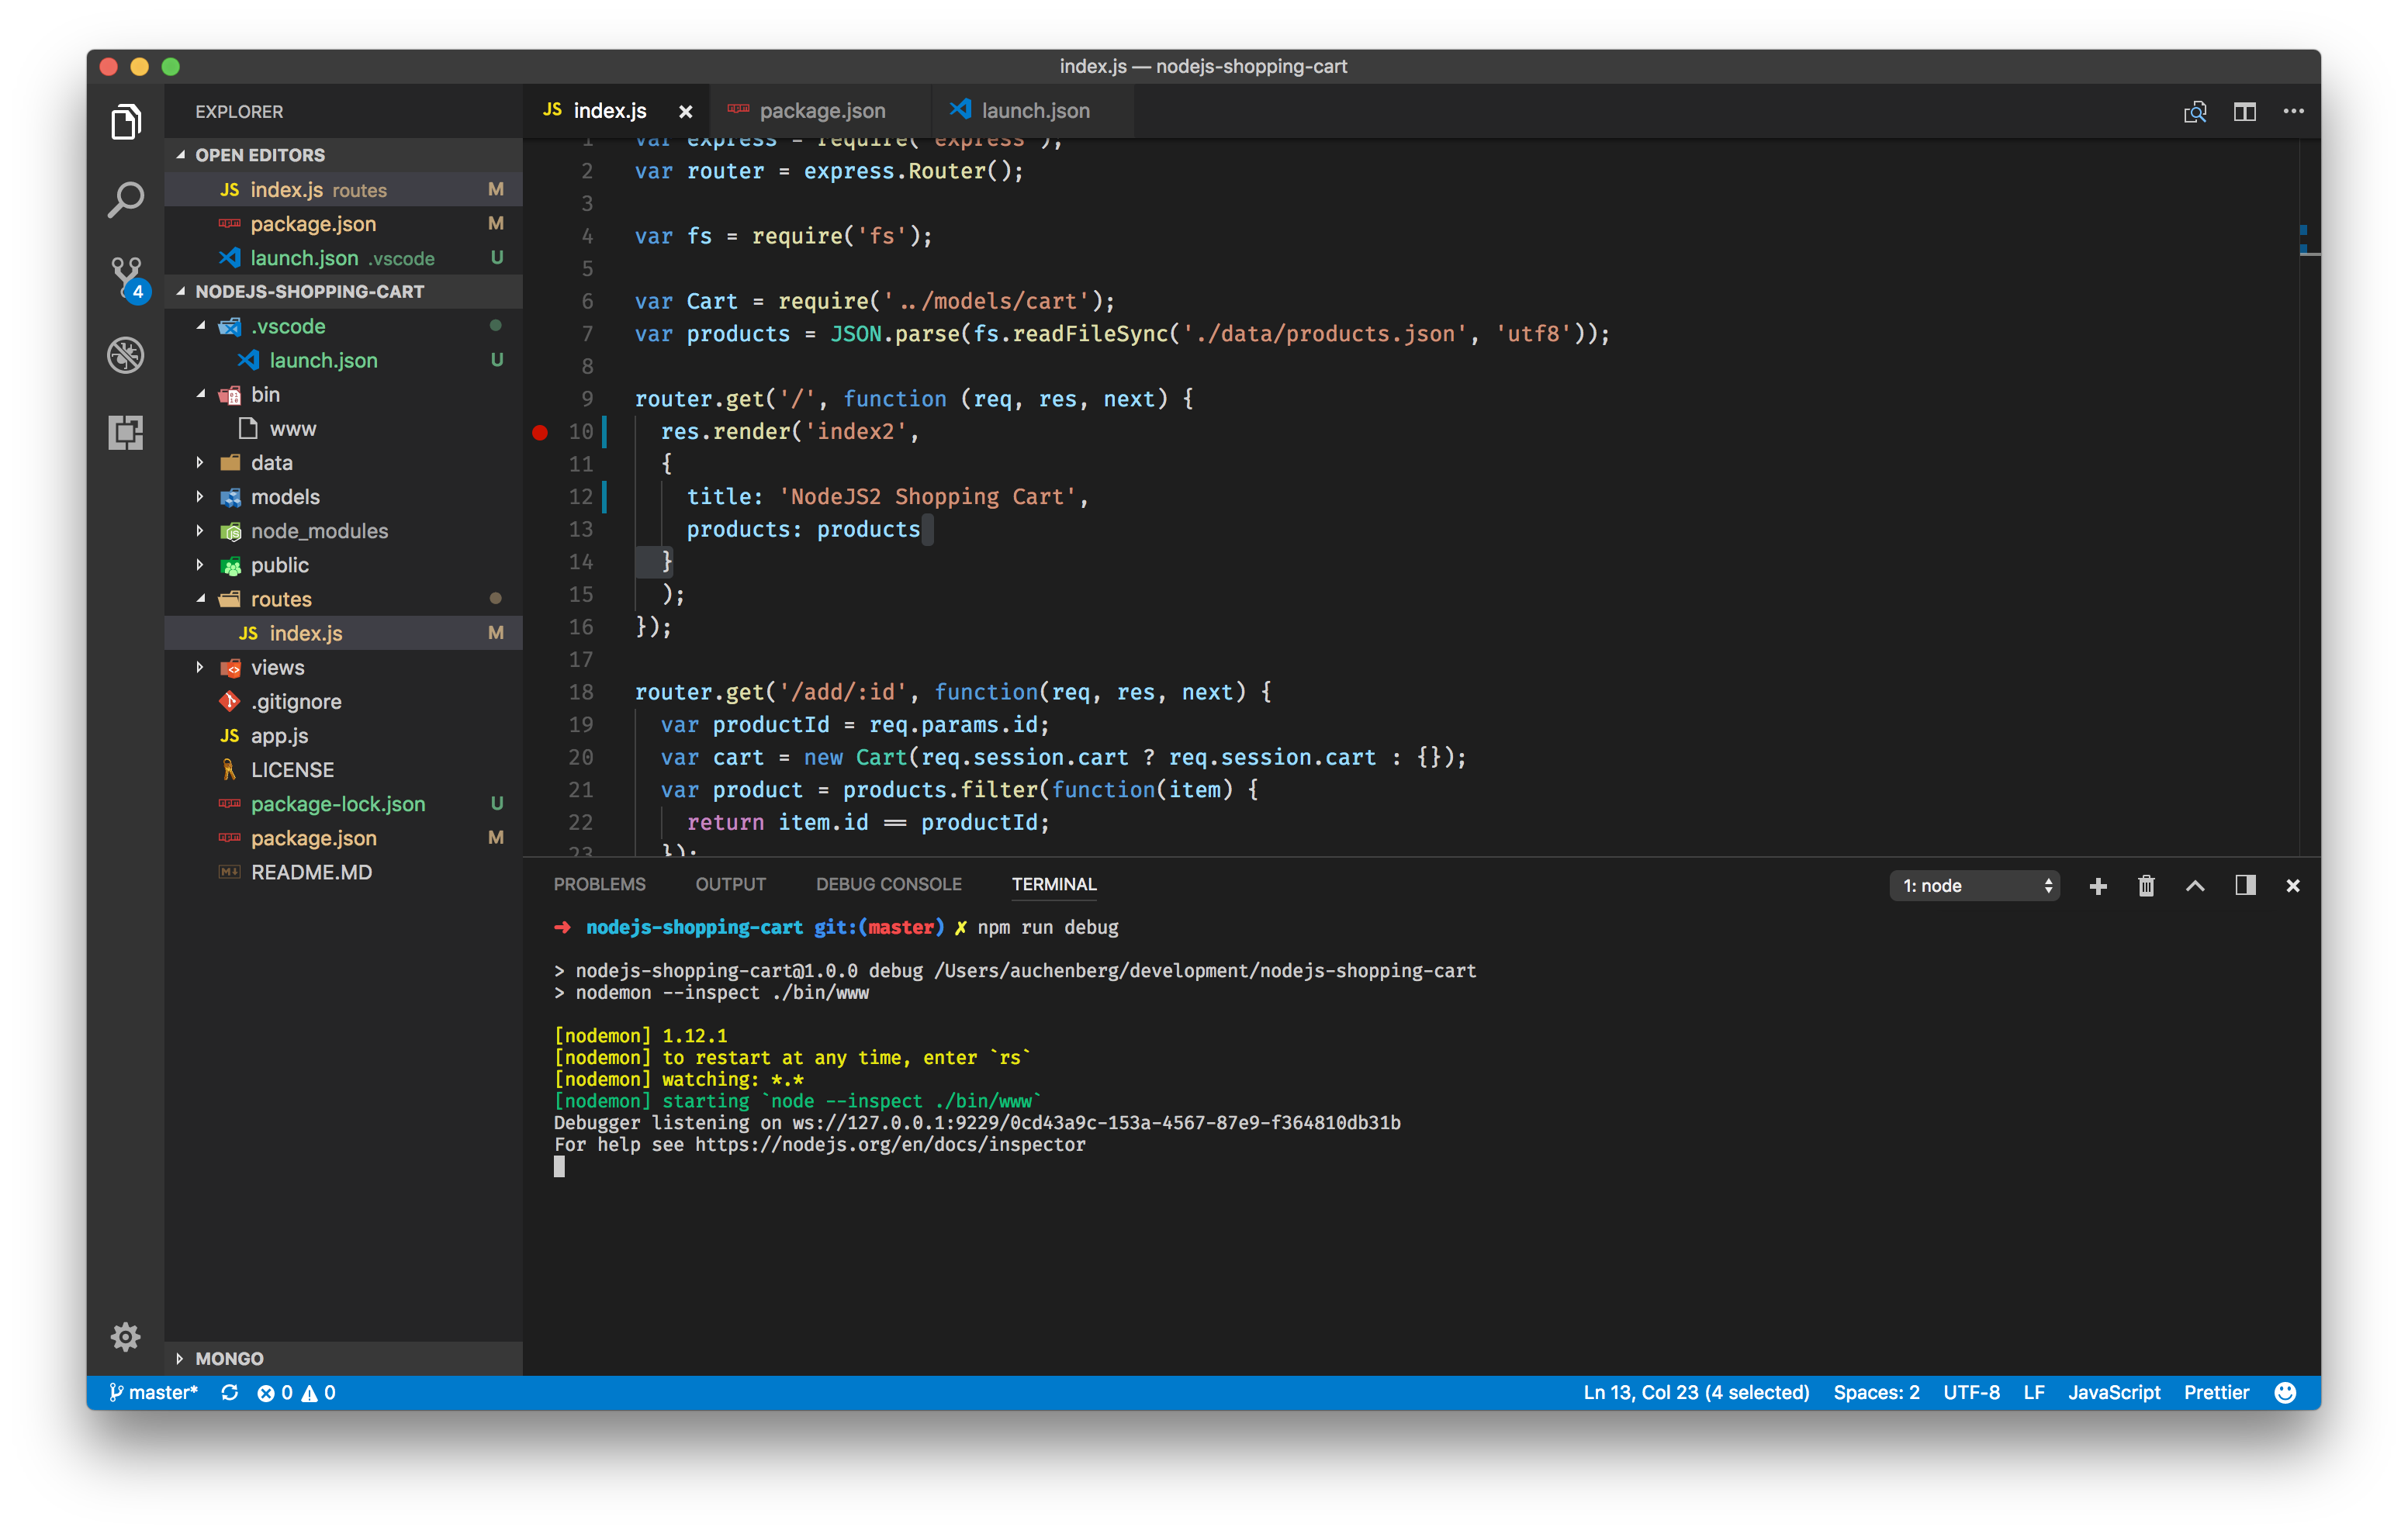 index.js — nodejs-shopping-cart
EXPLORER
OPEN EDITORS
JS index.js routes M
package.json M
launch.json .vscode U
4
NODEJS-SHOPPING-CART
.vscode
launch.json U
bin
www
data
models
node_modules
public
routes
JS index.js M
views
.gitignore
JS app.js
LICENSE
package-lock.json U
package.json M
README.MD
MONGO
JS index.js
package.json
launch.json
1 var express = require('express');
2 var router = express.Router();
3
4 var fs = require('fs');
5
6 var Cart = require('../models/cart');
7 var products = JSON.parse(fs.readFileSync('./data/products.json', 'utf8'));
8
9 router.get('/', function (req, res, next) {
10 res.render('index2',
11 {
12 title: 'NodeJS2 Shopping Cart',
13 products: products
14 }
15 );
16 });
17
18 router.get('/add/:id', function(req, res, next) {
19 var productId = req.params.id;
20 var cart = new Cart(req.session.cart ? req.session.cart : {});
21 var product = products.filter(function(item) {
22 return item.id == productId;
23 });
PROBLEMS OUTPUT DEBUG CONSOLE TERMINAL
1: node
➜ nodejs-shopping-cart git:(master) ✗ npm run debug
> nodejs-shopping-cart@1.0.0 debug /Users/auchenberg/development/nodejs-shopping-cart
> nodemon --inspect ./bin/www
[nodemon] 1.12.1
[nodemon] to restart at any time, enter `rs`
[nodemon] watching: *.*
[nodemon] starting `node --inspect ./bin/www`
Debugger listening on ws://127.0.0.1:9229/0cd43a9c-153a-4567-87e9-f364810db31b
For help see https://nodejs.org/en/docs/inspector
master* 0 0 Ln 13, Col 23 (4 selected) Spaces: 2 UTF-8 LF JavaScript Prettier